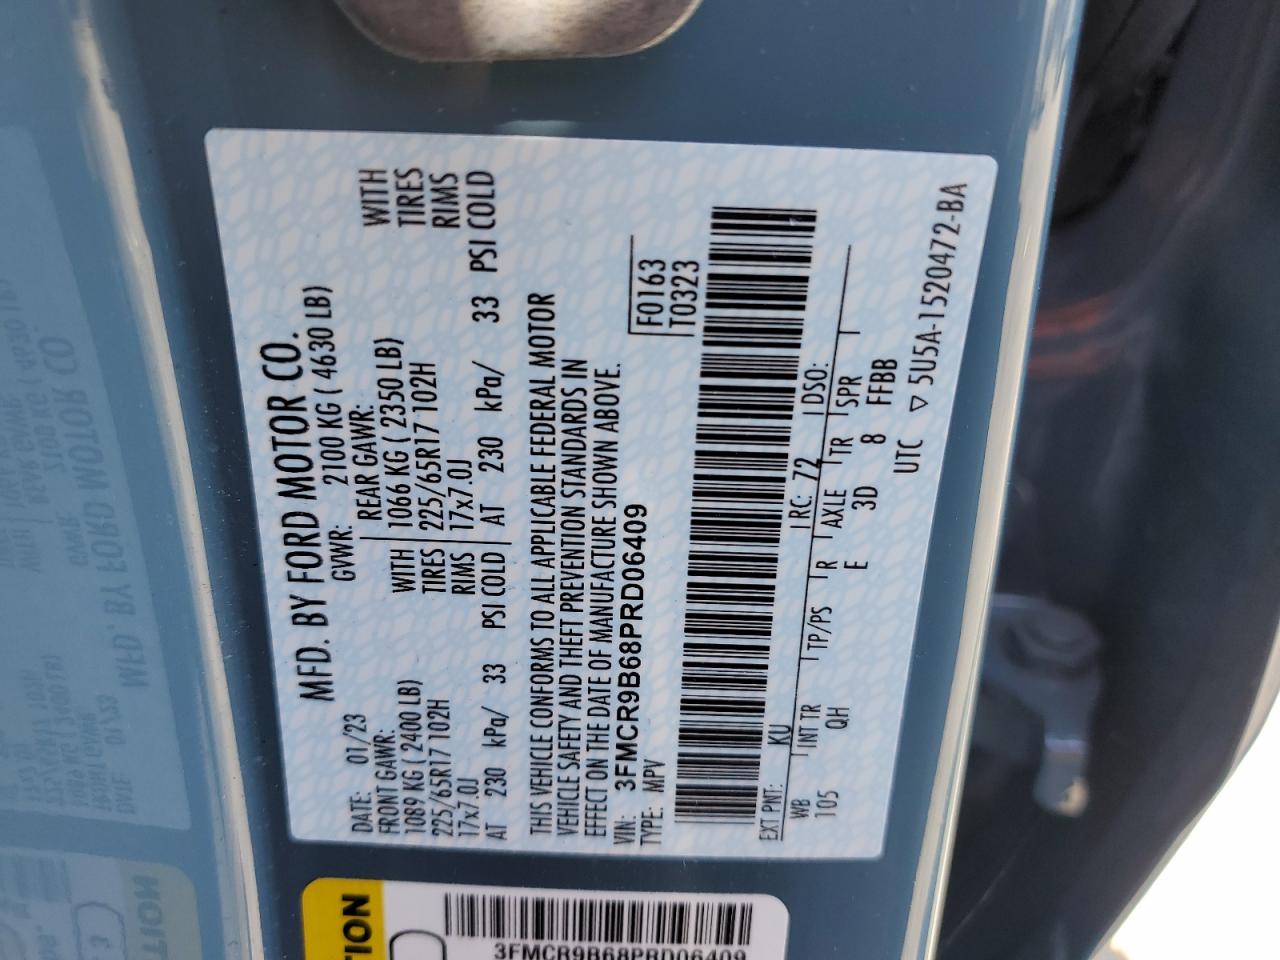 MFD. BY FORD MOTOR CO.
DATE: 01/23 GVWR: 2100 KG ( 4630 LB)
FRONT GAWR: REAR GAWR:
1089 KG ( 2400 LB) WITH 1066 KG ( 2350 LB) WITH
225/65R17 102H TIRES 225/65R17 102H TIRES
17x7.0J RIMS 17x7.0J RIMS
AT 230 kPa/ 33 PSI COLD AT 230 kPa/ 33 PSI COLD
THIS VEHICLE CONFORMS TO ALL APPLICABLE FEDERAL MOTOR
VEHICLE SAFETY AND THEFT PREVENTION STANDARDS IN
EFFECT ON THE DATE OF MANUFACTURE SHOWN ABOVE.
VIN: 3FMCR9B68PRD06409 F0163
TYPE: MPV T0323
EXT PNT: KU RC: 72 DSO:
WB INT TR TP/PS R AXLE TR SPR
105 QH E 3D 8 FFBB
UTC ▽ 5U5A-1520472-BA
3FMCR9B68PRD06409